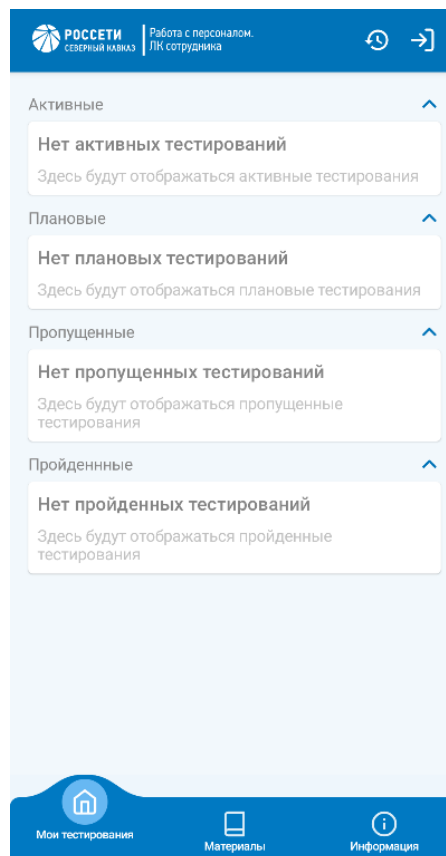 РОССЕТИ
СЕВЕРНЫЙ КАВКАЗ
Работа с персоналом.
ЛК сотрудника
Активные
Нет активных тестирований
Здесь будут отображаться активные тестирования
Плановые
Нет плановых тестирований
Здесь будут отображаться плановые тестирования
Пропущенные
Нет пропущенных тестирований
Здесь будут отображаться пропущенные
тестирования
Пройденнные
Нет пройденных тестирований
Здесь будут отображаться пройденные
тестирования
Мои тестирования
Материалы
Информация